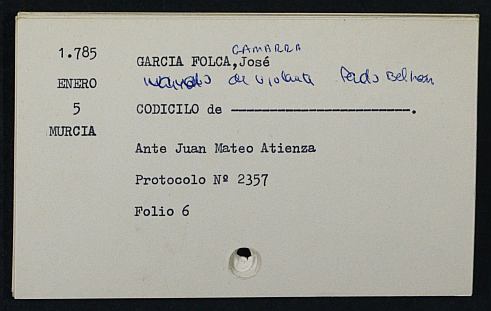 1.785
ENERO
5
MURCIA
GAMARRA
GARCIA FOLCA,José
marido de Violante Pardo Beltran
CODICILO de ------------------------.
Ante Juan Mateo Atienza
Protocolo Nº 2357
Folio 6